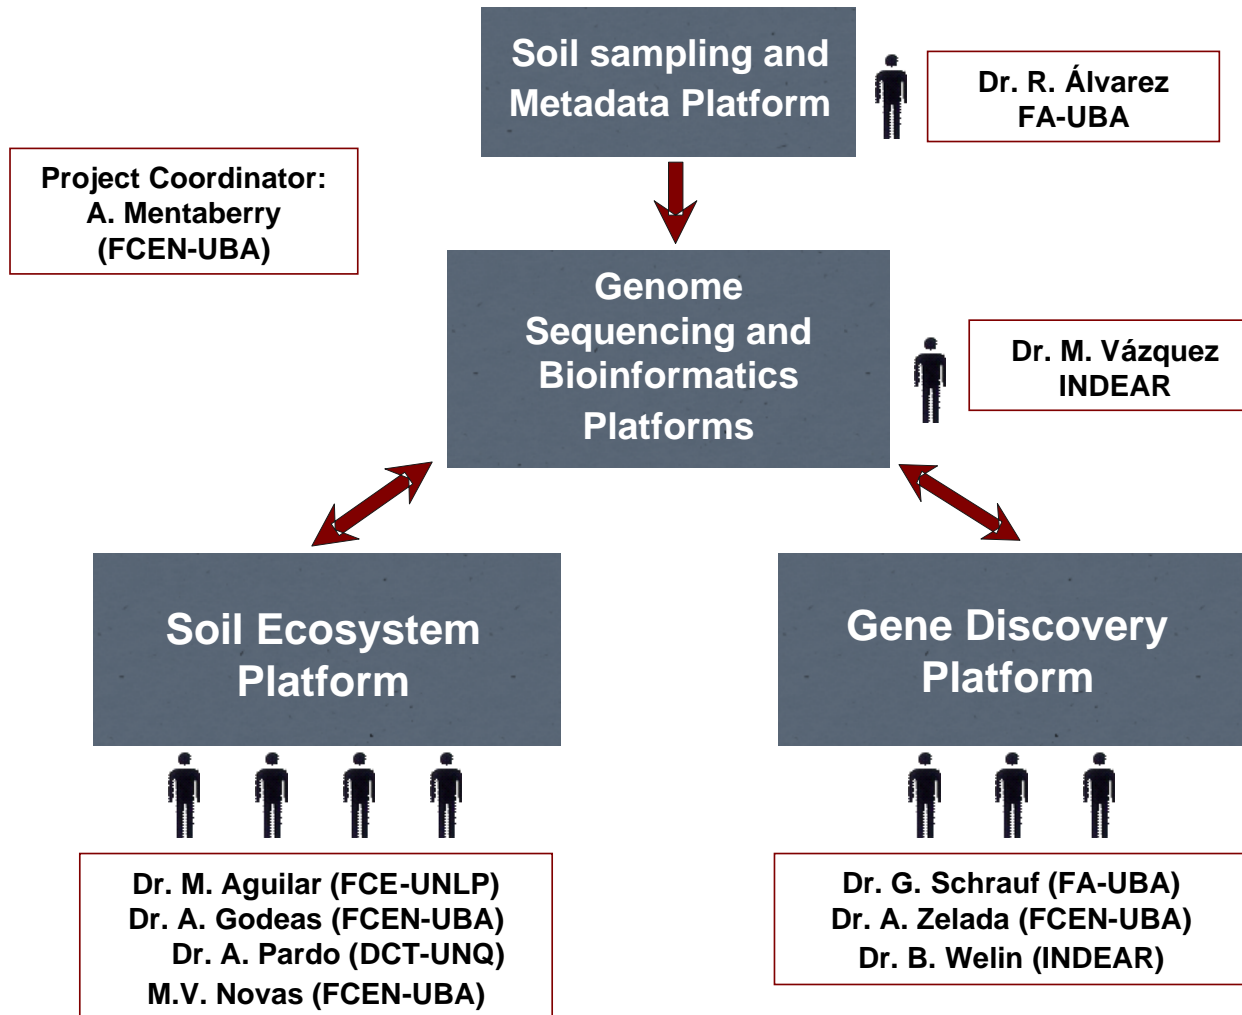 Soil sampling and
Metadata Platform
Dr. R. Álvarez
FA-UBA
Project Coordinator:
A. Mentaberry
(FCEN-UBA)
Genome
Sequencing and
Bioinformatics
Platforms
Dr. M. Vázquez
INDEAR
Soil Ecosystem
Platform
Gene Discovery
Platform
Dr. M. Aguilar (FCE-UNLP)
Dr. A. Godeas (FCEN-UBA)
Dr. A. Pardo (DCT-UNQ)
M.V. Novas (FCEN-UBA)
Dr. G. Schrauf (FA-UBA)
Dr. A. Zelada (FCEN-UBA)
Dr. B. Welin (INDEAR)